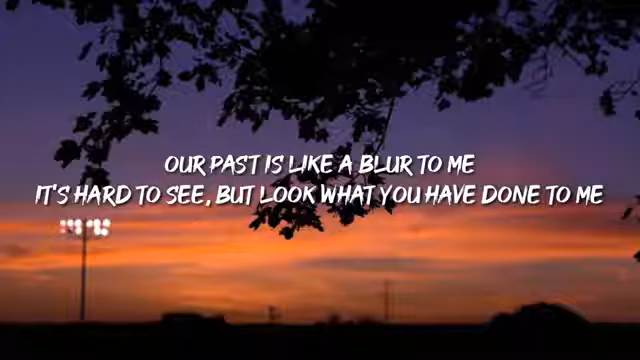 OUR PAST IS LIKE A BLUR TO ME
IT'S HARD TO SEE, BUT LOOK WHAT YOU HAVE DONE TO ME